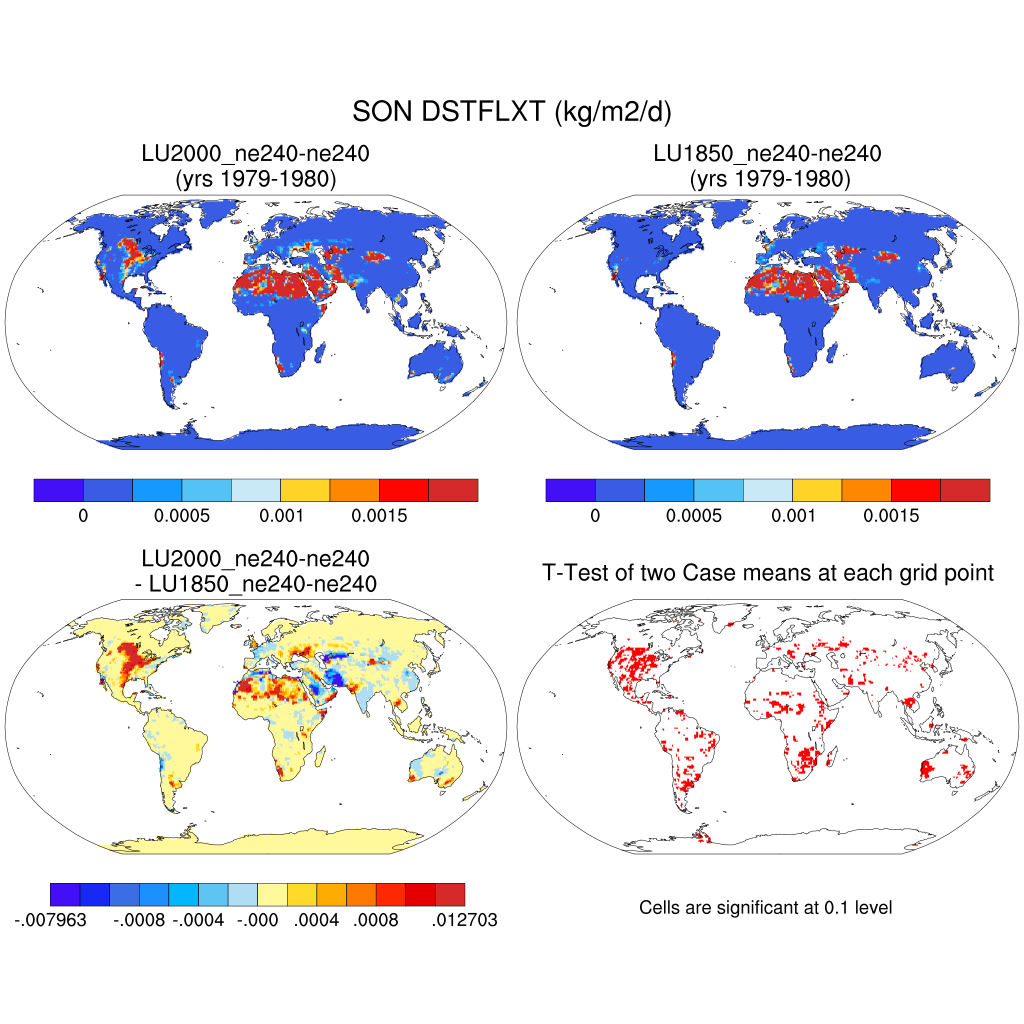 SON DSTFLXT (kg/m2/d)
LU2000_ne240-ne240
(yrs 1979-1980)
LU1850_ne240-ne240
(yrs 1979-1980)
0 0.0005 0.001 0.0015
0 0.0005 0.001 0.0015
LU2000_ne240-ne240
- LU1850_ne240-ne240
T-Test of two Case means at each grid point
-.007963 -.0008 -.0004 -.000 .0004 .0008 .012703
Cells are significant at 0.1 level